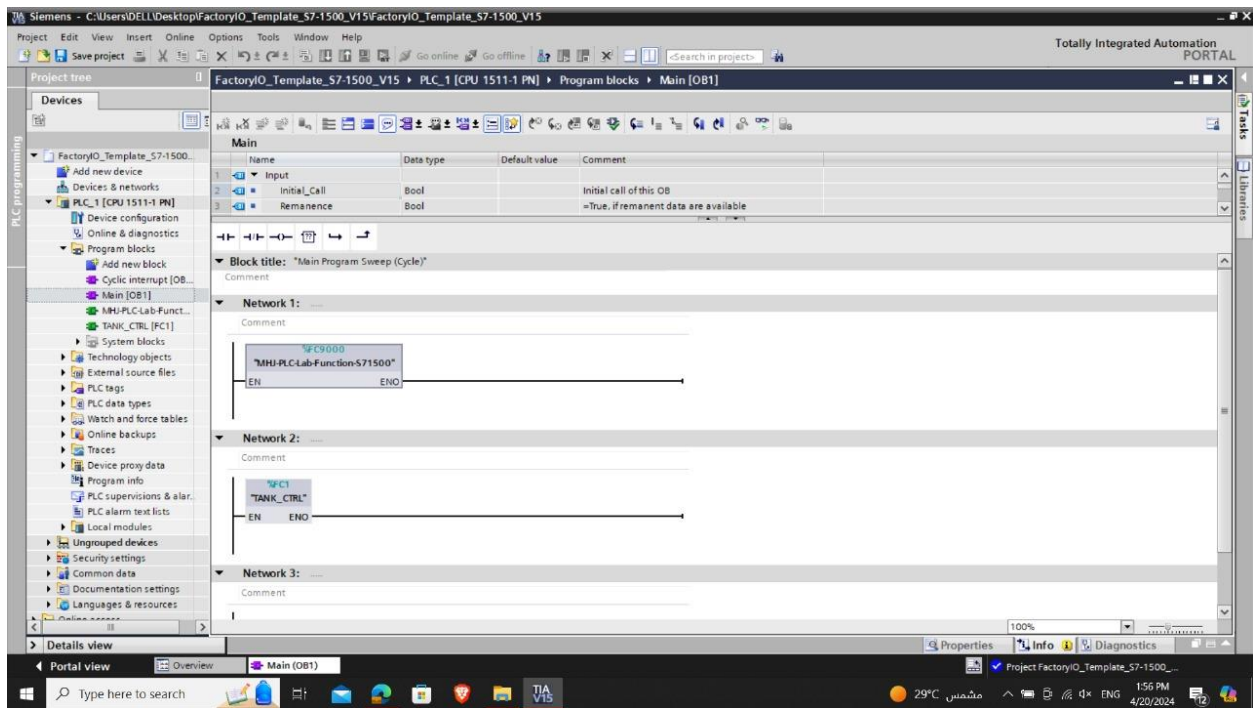 Siemens - C:\Users\DELL\Desktop\FactoryIO_Template_S7-1500_V15\FactoryIO_Template_S7-1500_V15
Project Edit View Insert Online Options Tools Window Help
Totally Integrated Automation
PORTAL
Save project Go online Go offline <Search in project>
Project tree
FactoryIO_Template_S7-1500_V15 PLC_1 [CPU 1511-1 PN] Program blocks Main [OB1]
Devices
PLC programming
Tasks
Libraries
FactoryIO_Template_S7-1500...
Add new device
Devices & networks
PLC_1 [CPU 1511-1 PN]
Device configuration
Online & diagnostics
Program blocks
Add new block
Cyclic interrupt [OB...
Main [OB1]
MHJ-PLC-Lab-Funct...
TANK_CTRL [FC1]
System blocks
Technology objects
External source files
PLC tags
PLC data types
Watch and force tables
Online backups
Traces
Device proxy data
Program info
PLC supervisions & alar...
PLC alarm text lists
Local modules
Ungrouped devices
Security settings
Common data
Documentation settings
Languages & resources
Online access
Main
Name Data type Default value Comment
1 Input
2 Initial_Call Bool Initial call of this OB
3 Remanence Bool =True, if remanent data are available
??
Block title: "Main Program Sweep (Cycle)"
Comment
Network 1: .....
Comment
%FC9000
"MHJ-PLC-Lab-Function-S71500"
EN ENO
Network 2: .....
Comment
%FC1
"TANK_CTRL"
EN ENO
Network 3: .....
Comment
100%
Details view
Properties Info Diagnostics
Portal view Overview Main (OB1)
Project FactoryIO_Template_S7-1500_...
Type here to search
TIA
V15
29°C مشمس
ENG
1:56 PM
4/20/2024
12